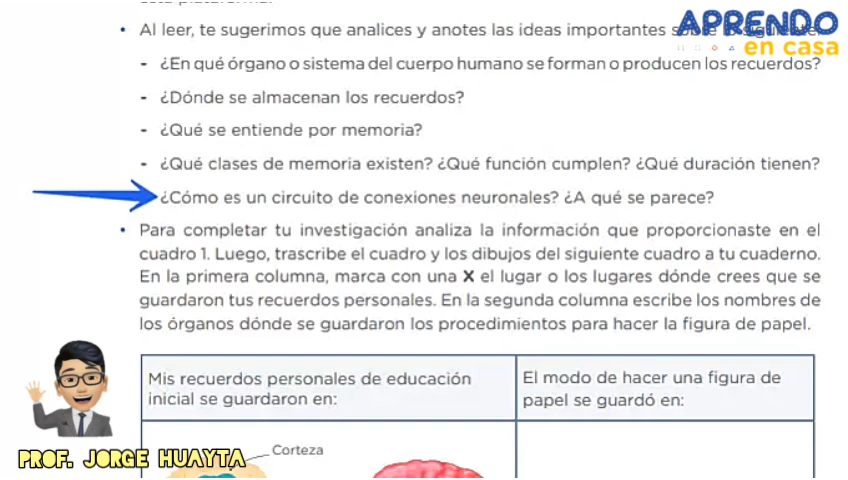 APRENDO
en casa
• Al leer, te sugerimos que analices y anotes las ideas importantes
- ¿En qué órgano o sistema del cuerpo humano se forman o producen los recuerdos?
- ¿Dónde se almacenan los recuerdos?
- ¿Qué se entiende por memoria?
- ¿Qué clases de memoria existen? ¿Qué función cumplen? ¿Qué duración tienen?
- ¿Cómo es un circuito de conexiones neuronales? ¿A qué se parece?
• Para completar tu investigación analiza la información que proporcionaste en el
cuadro 1. Luego, trascribe el cuadro y los dibujos del siguiente cuadro a tu cuaderno.
En la primera columna, marca con una X el lugar o los lugares dónde crees que se
guardaron tus recuerdos personales. En la segunda columna escribe los nombres de
los órganos dónde se guardaron los procedimientos para hacer la figura de papel.
Mis recuerdos personales de educación
inicial se guardaron en:
El modo de hacer una figura de
papel se guardó en:
Corteza
PROF. JORGE HUAYTA